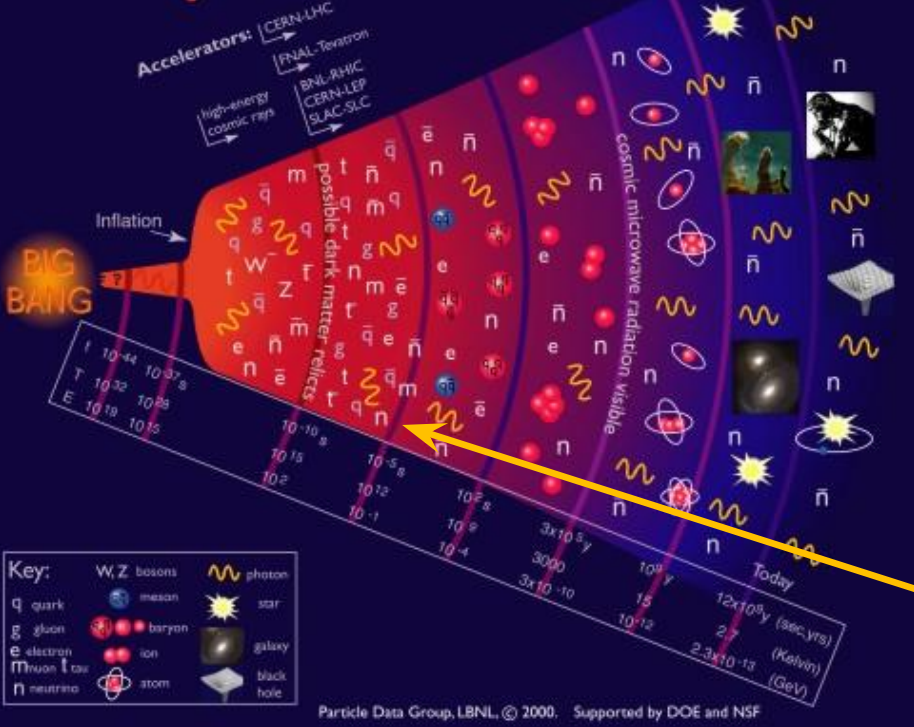 Accelerators:
CERN-LHC
FNAL-Tevatron
BNL-RHIC
CERN-LEP
SLAC-SLC
high-energy
cosmic rays
Inflation
BIG
BANG
? ?
possible dark matter relicts
cosmic microwave radiation visible
t 10⁻⁴⁴ 10⁻³⁷ s 10⁻¹⁰ s 10⁻⁵ s 10² s 3x10⁵ y 10⁹ y 12x10⁹ y (sec,yrs)
T 10³² 10²⁸ 10¹⁵ 10¹² 10⁹ 3000 15 2.7 (Kelvin)
E 10¹⁹ 10¹⁵ 10² 10⁻¹ 10⁻⁴ 3x10⁻¹⁰ 10⁻¹² 2.3x10⁻¹³ (GeV)
Today
Key:
q quark
g gluon
e electron
m muon t tau
n neutrino
W, Z bosons
meson
baryon
ion
atom
photon
star
galaxy
black
hole
Particle Data Group, LBNL, © 2000. Supported by DOE and NSF